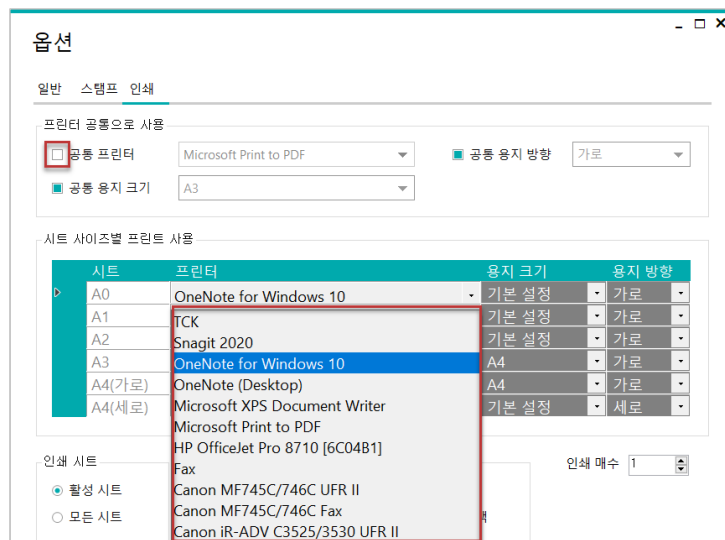 옵션
일반 스탬프 인쇄
프린터 공통으로 사용
공통 프린터 Microsoft Print to PDF 공통 용지 방향 가로
공통 용지 크기 A3
시트 사이즈별 프린트 사용
시트 프린터 용지 크기 용지 방향
A0 OneNote for Windows 10 기본 설정 가로
A1 기본 설정 가로
TCK
A2 기본 설정 가로
Snagit 2020
A3 OneNote for Windows 10 A4 가로
A4(가로) OneNote (Desktop) A4 가로
A4(세로) Microsoft XPS Document Writer 기본 설정 세로
Microsoft Print to PDF
HP OfficeJet Pro 8710 [6C04B1]
인쇄 시트 Fax 인쇄 매수 1
활성 시트 Canon MF745C/746C UFR II
모든 시트 Canon MF745C/746C Fax
Canon iR-ADV C3525/3530 UFR II